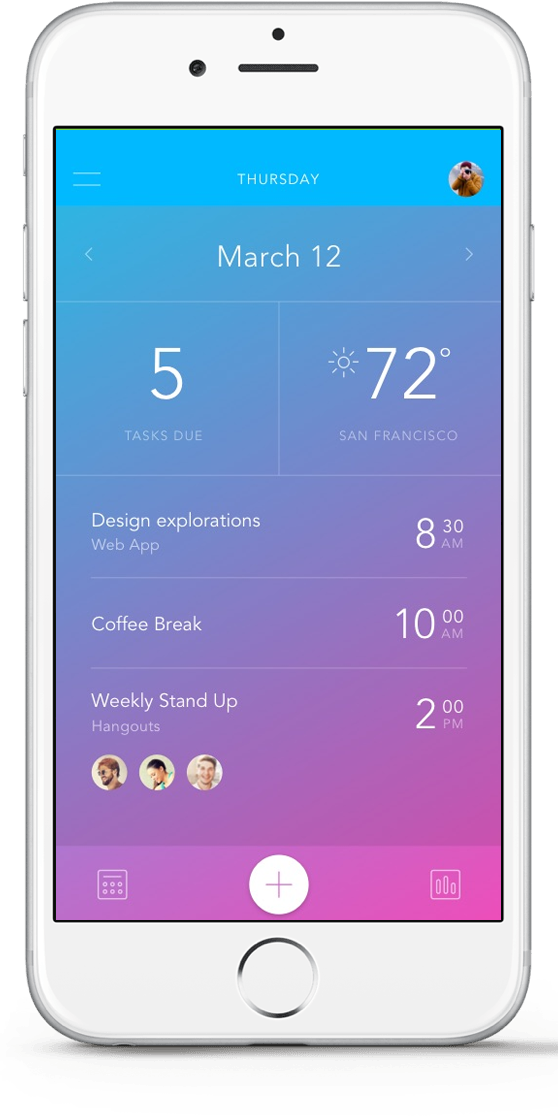 THURSDAY
March 12
5
72°
TASKS DUE
SAN FRANCISCO
Design explorations
Web App
8 30 AM
Coffee Break
10 00 AM
Weekly Stand Up
Hangouts
2 00 PM